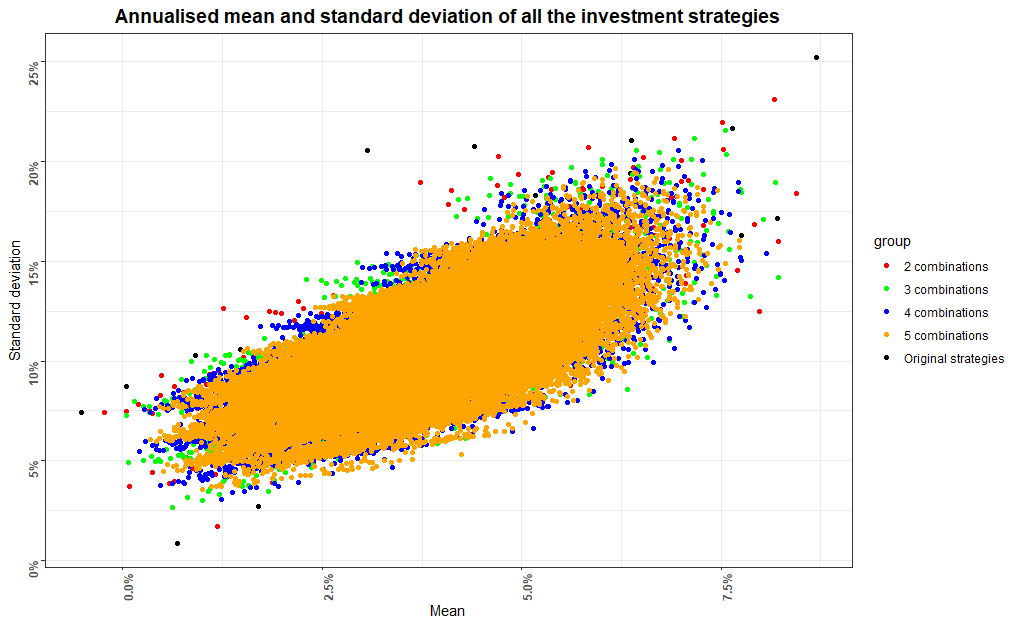 Annualised mean and standard deviation of all the investment strategies
25%
20%
15%
10%
5%
0%
Standard deviation
0.0%
2.5%
5.0%
7.5%
Mean
group
2 combinations
3 combinations
4 combinations
5 combinations
Original strategies